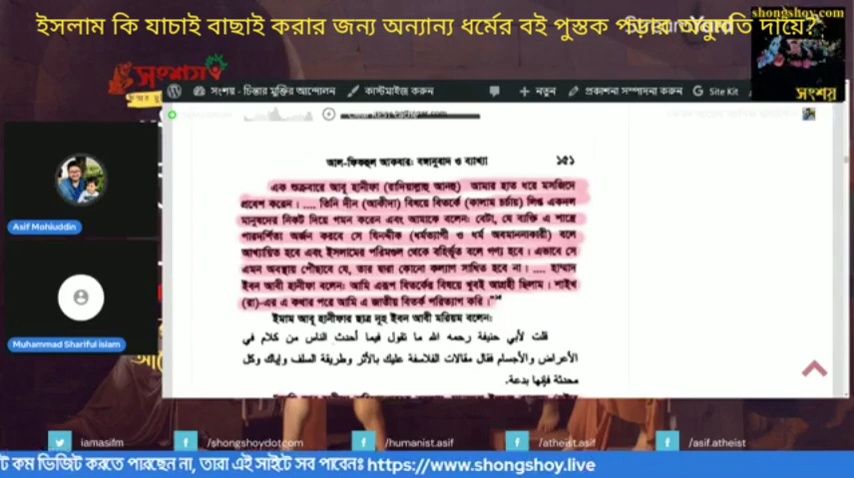 ইসলাম কি যাচাই বাছাই করার জন্য অন্যান্য ধর্মের বই পুস্তক পড়ার অনুমতি দায়ে?
shongshoy.com
সংশয়
সংশয়
সংশয় - চিন্তার মুক্তির আন্দোলন কাস্টমাইজ করুন + নতুন প্রকাশনা সম্পাদনা করুন Site Kit
আল-ফিকহুল আকবার: বঙ্গানুবাদ ও ব্যাখ্যা ১৫১
এক শুক্রবারে আবূ হানীফা (রাদিয়াল্লাহু আনহু) আমার হাত ধরে মসজিদে
প্রবেশ করেন। .... তিনি দীন (আকীদা) বিষয়ে বিতর্কে (কালাম চর্চায়) লিপ্ত একদল
মানুষদের নিকট দিয়ে গমন করেন এবং আমাকে বলেন: বেটা, যে ব্যক্তি এ শাস্ত্রে
পারদর্শিতা অর্জন করবে সে যিনদীক (ধর্মত্যাগী ও ধর্ম অবমাননাকারী) বলে
আখ্যায়িত হবে এবং ইসলামের পরিমণ্ডল থেকে বহির্ভূত বলে গণ্য হবে। এভাবে সে
এমন অবস্থায় পৌছাবে যে, তার দ্বারা কোনো কল্যাণ সাধিত হবে না। .... হাম্মাদ
ইবন আবী হানীফা বলেন: আমি এরূপ বিতর্কের বিষয়ে খুবই আগ্রহী ছিলাম। শাইখ
(রা)-এর এ কথার পরে আমি এ জাতীয় বিতর্ক পরিত্যাগ করি।"
ইমাম আবূ হানীফার ছাত্র নূহ ইবন আবী মরিয়ম বলেন:
قلت لأبي حنيفة رحمه الله ما تقول فيما أحدث الناس من كلام في
الأعراض والأجسام فقال مقالات الفلاسفة عليك بالأثر وطريقة السلف وإياك وكل
محدثة فإنها بدعة.
Asif Mohiuddin
Muhammad Shariful islam
iamasifm /shongshoydotcom /humanist.asif /atheist.asif /asif.atheist
ট কম ভিজিট করতে পারছেন না, তারা এই সাইটে সব পাবেনঃ https://www.shongshoy.live